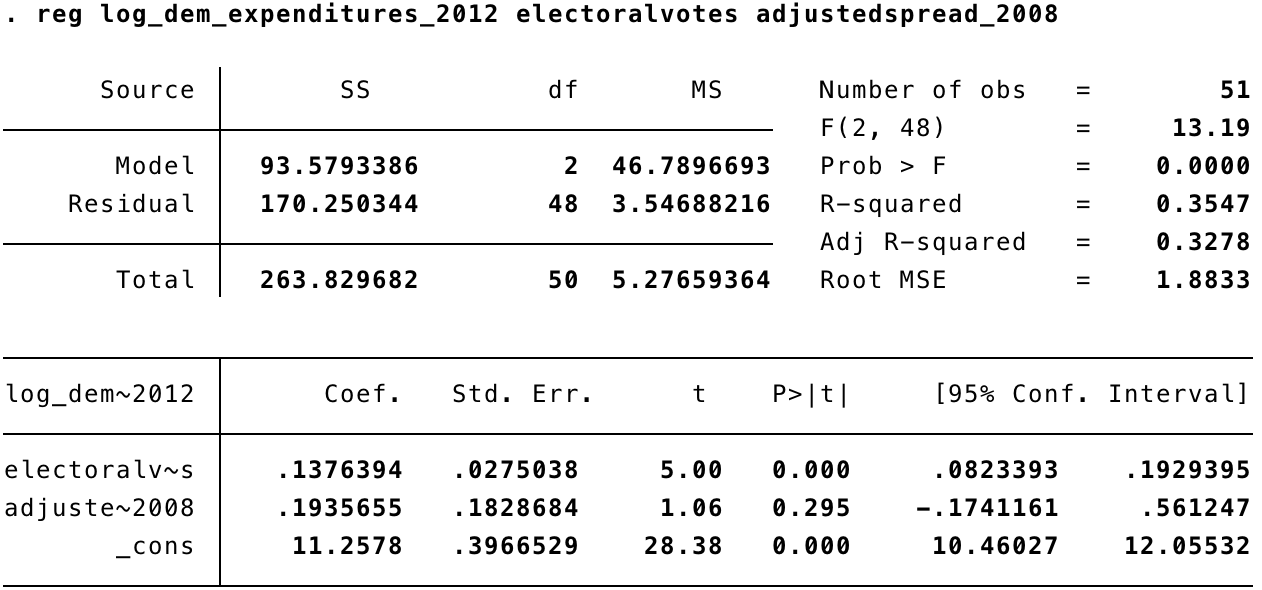 . reg log_dem_expenditures_2012 electoralvotes adjustedspread_2008
Source SS df MS Number of obs = 51
F(2, 48) = 13.19
Model 93.5793386 2 46.7896693 Prob > F = 0.0000
Residual 170.250344 48 3.54688216 R-squared = 0.3547
Adj R-squared = 0.3278
Total 263.829682 50 5.27659364 Root MSE = 1.8833
log_dem~2012 Coef. Std. Err. t P>|t| [95% Conf. Interval]
electoralv~s .1376394 .0275038 5.00 0.000 .0823393 .1929395
adjuste~2008 .1935655 .1828684 1.06 0.295 -.1741161 .561247
_cons 11.2578 .3966529 28.38 0.000 10.46027 12.05532